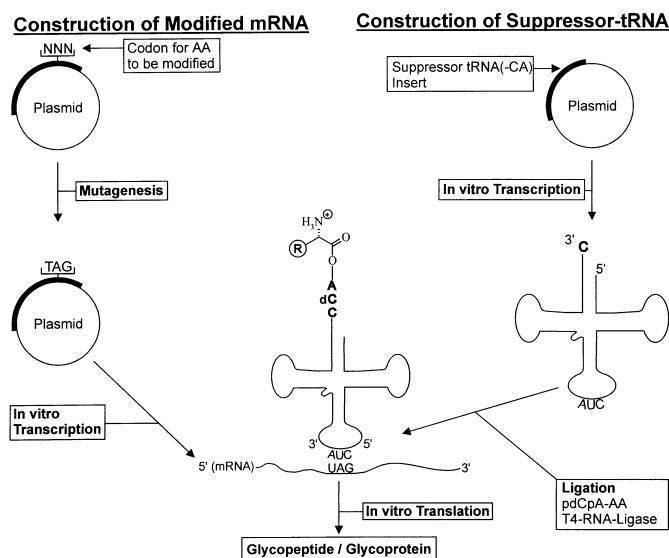 Construction of Modified mRNA
NNN
Codon for AA
to be modified
Plasmid
Mutagenesis
TAG
Plasmid
In vitro
Transcription
Construction of Suppressor-tRNA
Suppressor tRNA(-CA)
Insert
Plasmid
In vitro Transcription
3' C
5'
AUC
H3N +
R
O
O
A
dC
C
3' 5'
AUC
UAG
5' (mRNA) 3'
Ligation
pdCpA-AA
T4-RNA-Ligase
In vitro Translation
Glycopeptide / Glycoprotein